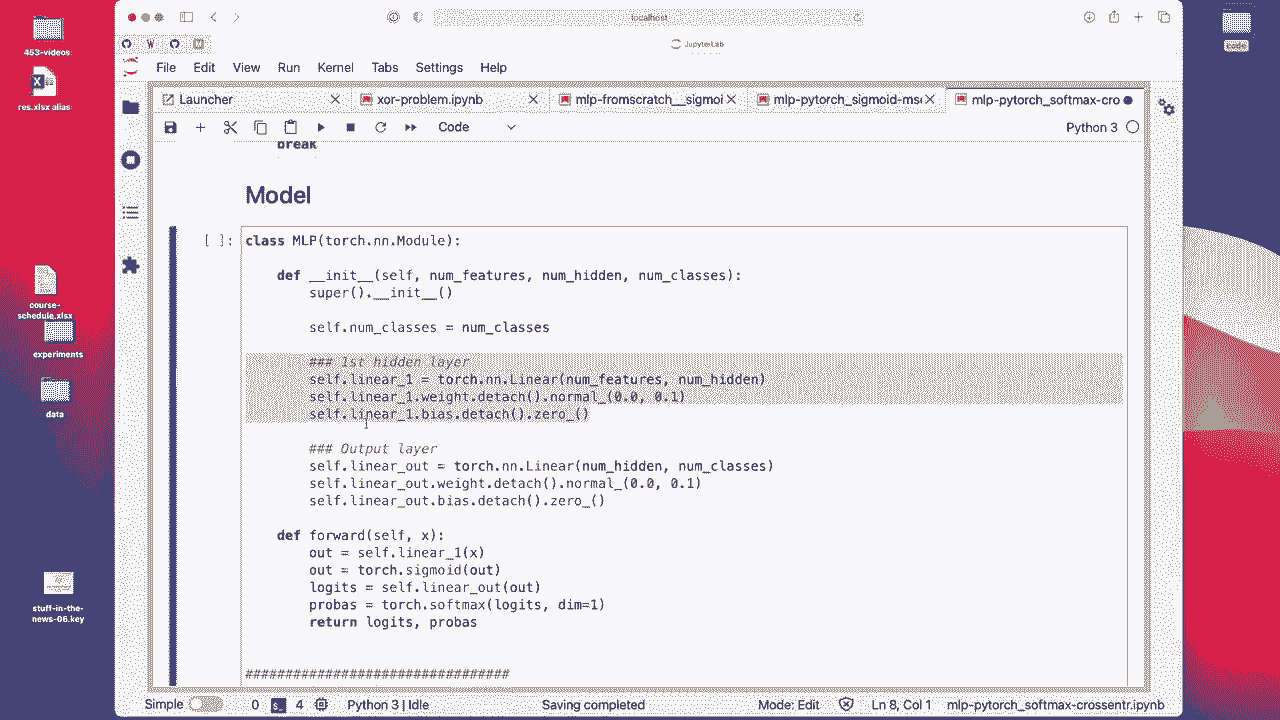 localhost
453-videos
res.xlsx alias
course-
schedule.xlsx
experiments
data
stuff-in-the-
news-06.key
JupyterLab
File Edit View Run Kernel Tabs Settings Help
Launcher
xor-problem.ipynb
mlp-fromscratch__sigmoi
mlp-pytorch_sigmoid-mse
mlp-pytorch_softmax-cro
Code
Python 3
break
Model
[ ]:
class MLP(torch.nn.Module):
def __init__(self, num_features, num_hidden, num_classes):
super().__init__()
self.num_classes = num_classes
### 1st hidden layer
self.linear_1 = torch.nn.Linear(num_features, num_hidden)
self.linear_1.weight.detach().normal_(0.0, 0.1)
self.linear_1.bias.detach().zero_()
### Output layer
self.linear_out = torch.nn.Linear(num_hidden, num_classes)
self.linear_out.weight.detach().normal_(0.0, 0.1)
self.linear_out.bias.detach().zero_()
def forward(self, x):
out = self.linear_1(x)
out = torch.sigmoid(out)
logits = self.linear_out(out)
probas = torch.softmax(logits, dim=1)
return logits, probas
#################################
Simple 0 $_ 4 Python 3 | Idle Saving completed Mode: Edit Ln 8, Col 1 mlp-pytorch_softmax-crossentr.ipynb